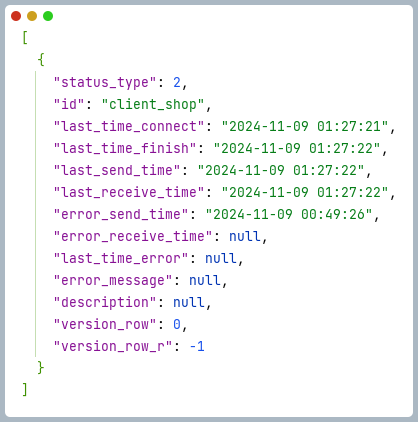 [
  {
    "status_type": 2,
    "id": "client_shop",
    "last_time_connect": "2024-11-09 01:27:21",
    "last_time_finish": "2024-11-09 01:27:22",
    "last_send_time": "2024-11-09 01:27:22",
    "last_receive_time": "2024-11-09 01:27:22",
    "error_send_time": "2024-11-09 00:49:26",
    "error_receive_time": null,
    "last_time_error": null,
    "error_message": null,
    "description": null,
    "version_row": 0,
    "version_row_r": -1
  }
]